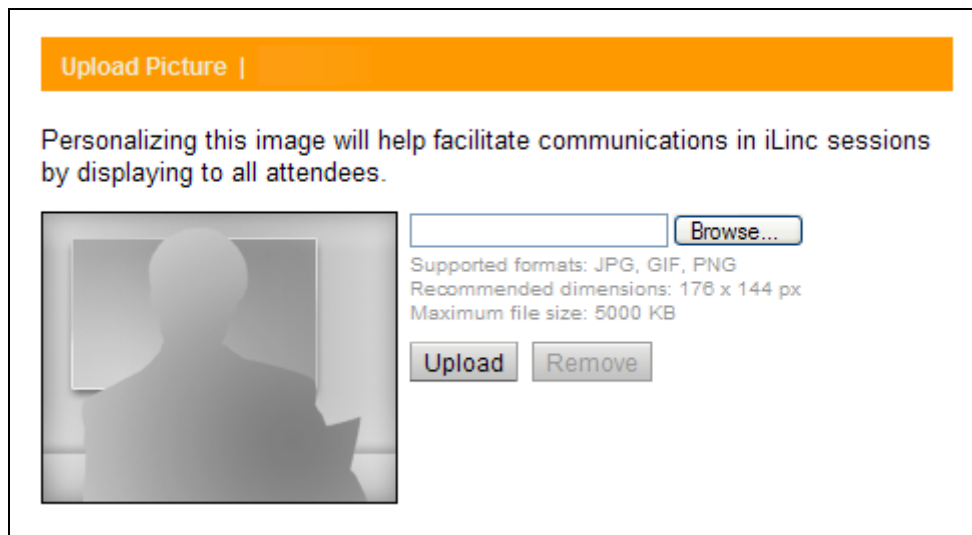 Upload Picture |
Personalizing this image will help facilitate communications in iLinc sessions
by displaying to all attendees.
Browse...
Supported formats: JPG, GIF, PNG
Recommended dimensions: 176 x 144 px
Maximum file size: 5000 KB
Upload Remove